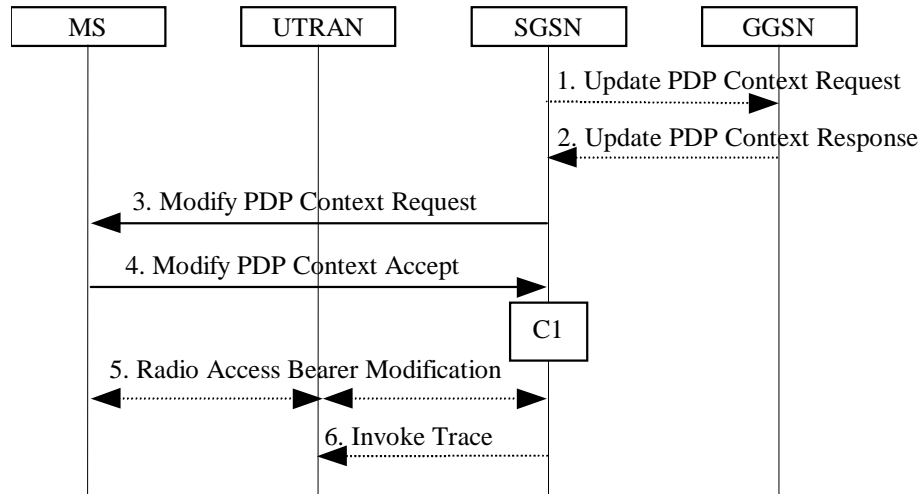 MS
UTRAN
SGSN
GGSN
1. Update PDP Context Request
2. Update PDP Context Response
3. Modify PDP Context Request
4. Modify PDP Context Accept
C1
5. Radio Access Bearer Modification
6. Invoke Trace